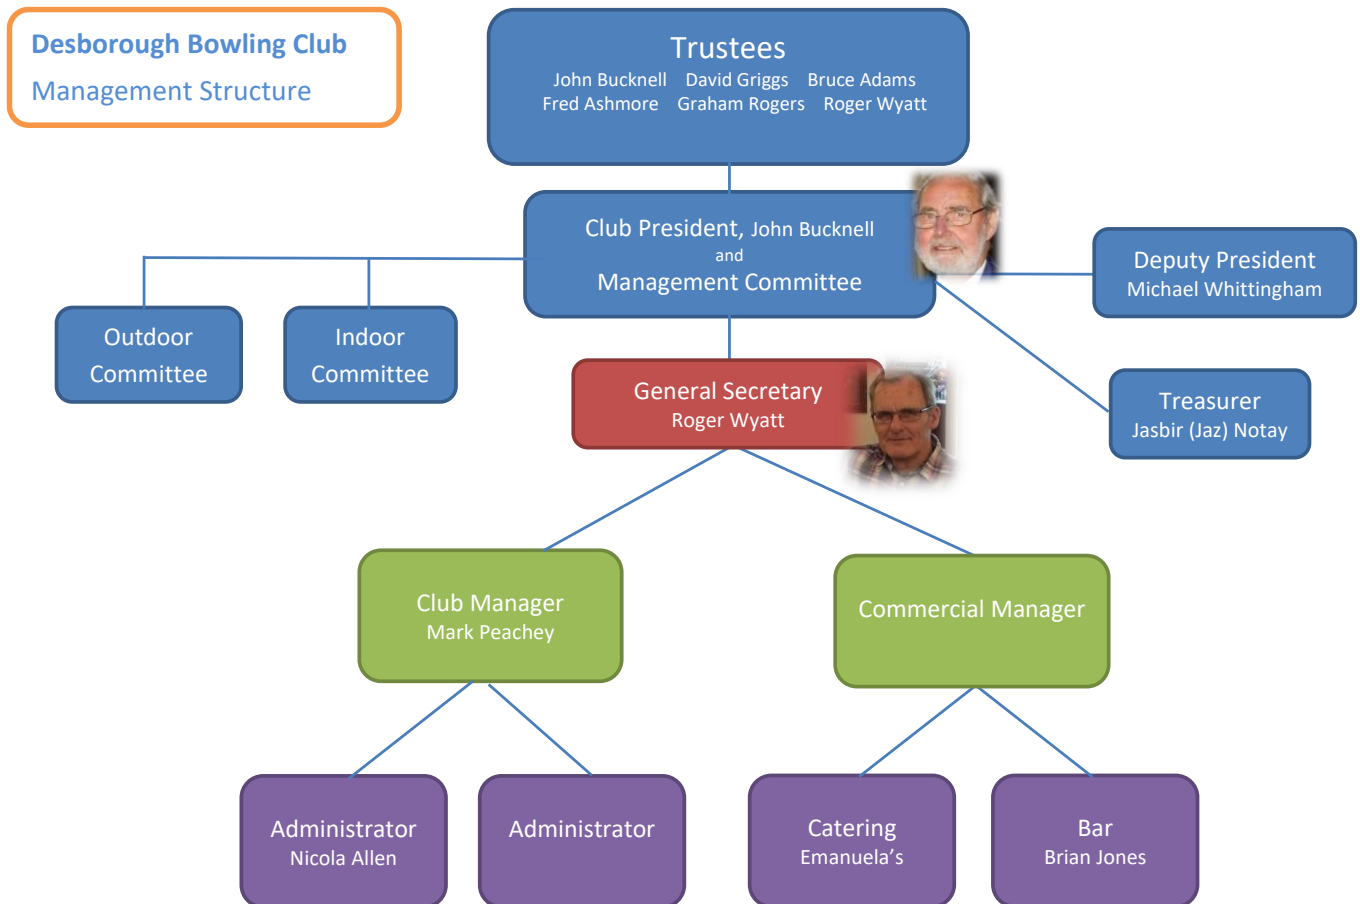 Desborough Bowling Club
Management Structure
Trustees
John Bucknell David Griggs Bruce Adams
Fred Ashmore Graham Rogers Roger Wyatt
Club President, John Bucknell
and
Management Committee
Deputy President
Michael Whittingham
Outdoor
Committee
Indoor
Committee
General Secretary
Roger Wyatt
Treasurer
Jasbir (Jaz) Notay
Club Manager
Mark Peachey
Commercial Manager
Administrator
Nicola Allen
Administrator
Catering
Emanuela’s
Bar
Brian Jones